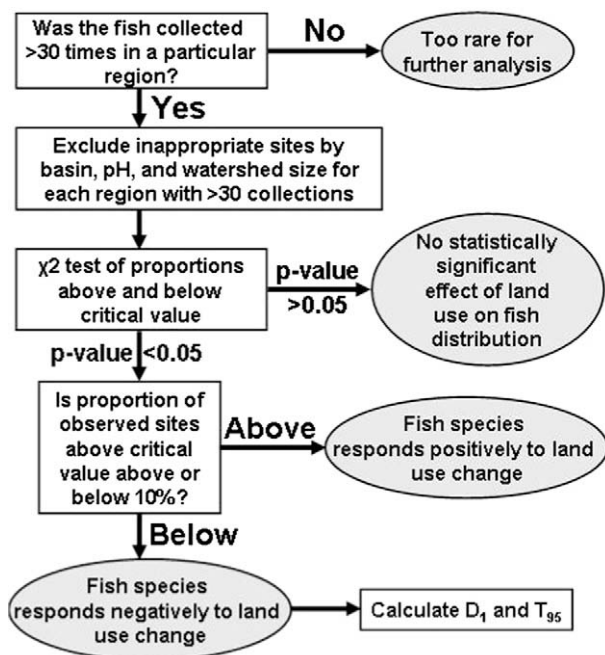 Was the fish collected
>30 times in a particular
region?
No
Too rare for
further analysis
Yes
Exclude inappropriate sites by
basin, pH, and watershed size for
each region with >30 collections
χ2 test of proportions
above and below
critical value
p-value
>0.05
No statistically
significant
effect of land
use on fish
distribution
p-value <0.05
Is proportion of
observed sites
above critical
value above or
below 10%?
Above
Fish species
responds positively to land
use change
Below
Fish species
responds negatively to land
use change
Calculate D₁ and T₉₅